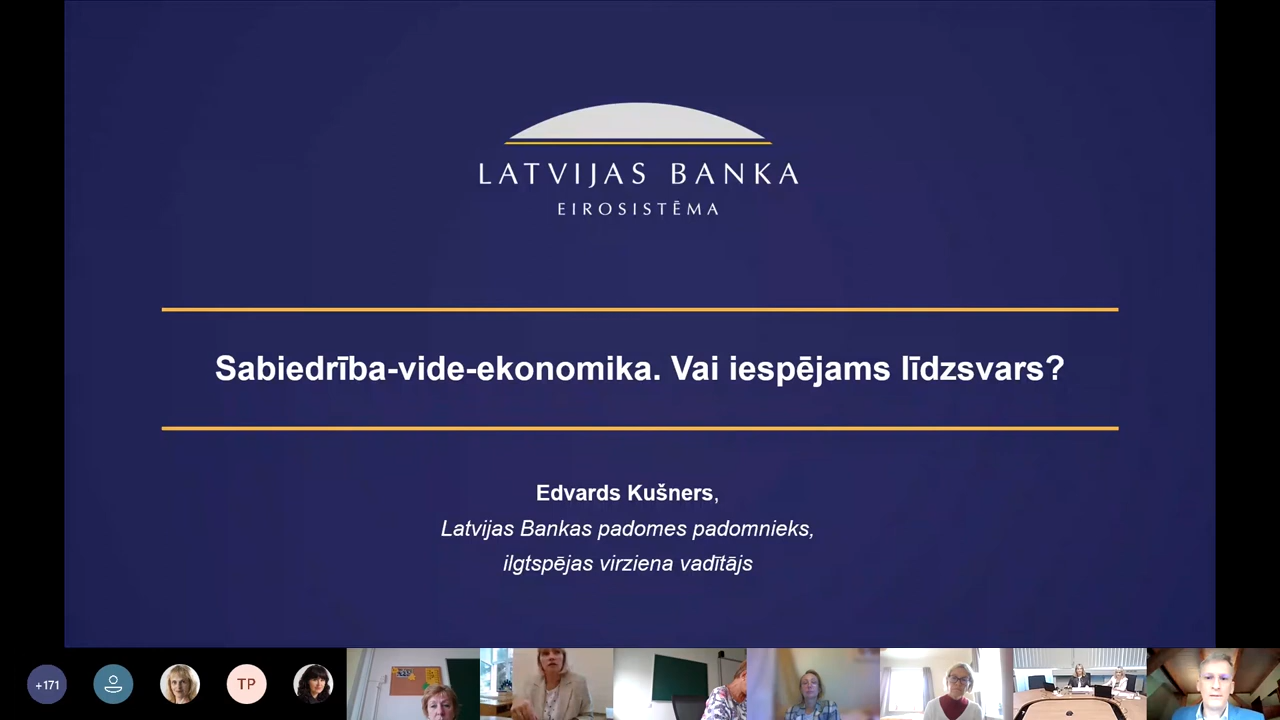 LATVIJAS BANKA
EIROSISTĒMA
Sabiedrība-vide-ekonomika. Vai iespējams līdzsvars?
Edvards Kušners,
Latvijas Bankas padomes padomnieks,
ilgtspējas virziena vadītājs
+171
TP